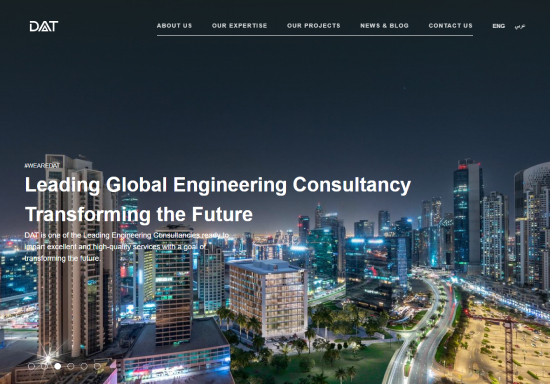 DAT
ABOUT US
OUR EXPERTISE
OUR PROJECTS
NEWS & BLOG
CONTACT US
ENG
عربي
#WEAREDAT
Leading Global Engineering Consultancy
Transforming the Future
DAT is one of the Leading Engineering Consultancies ready to
impart excellent and high-quality services with a goal of
transforming the future.